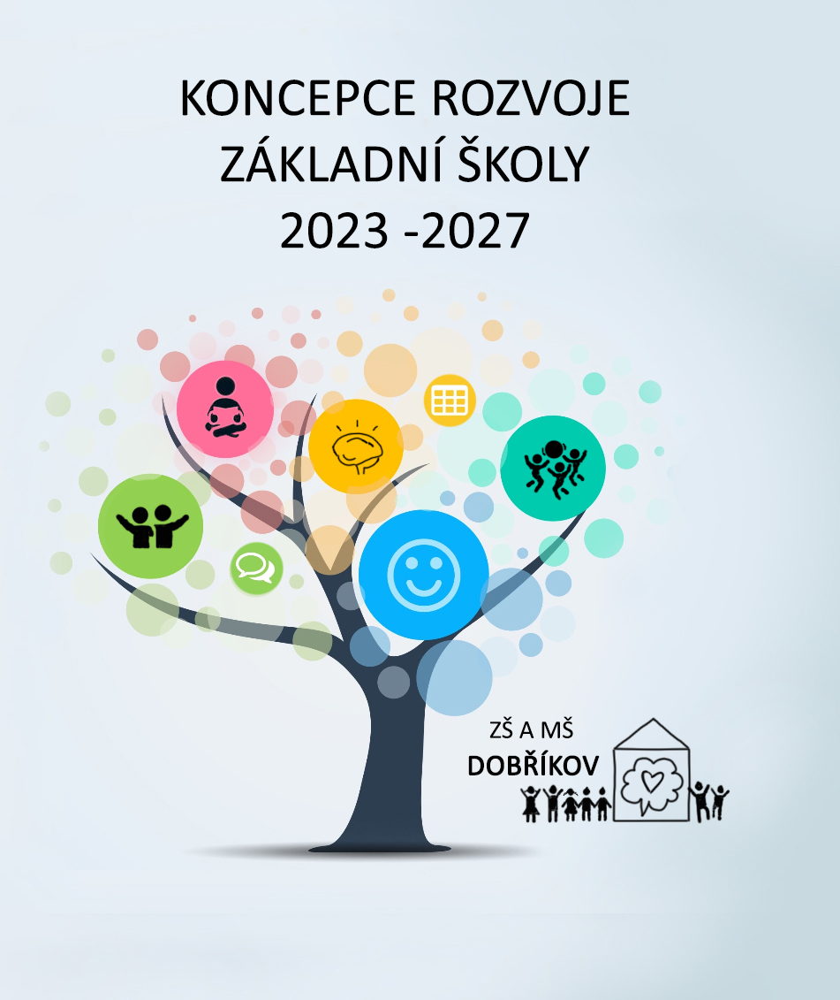 KONCEPCE ROZVOJE
ZÁKLADNÍ ŠKOLY
2023 -2027
ZŠ A MŠ
DOBŘÍKOV